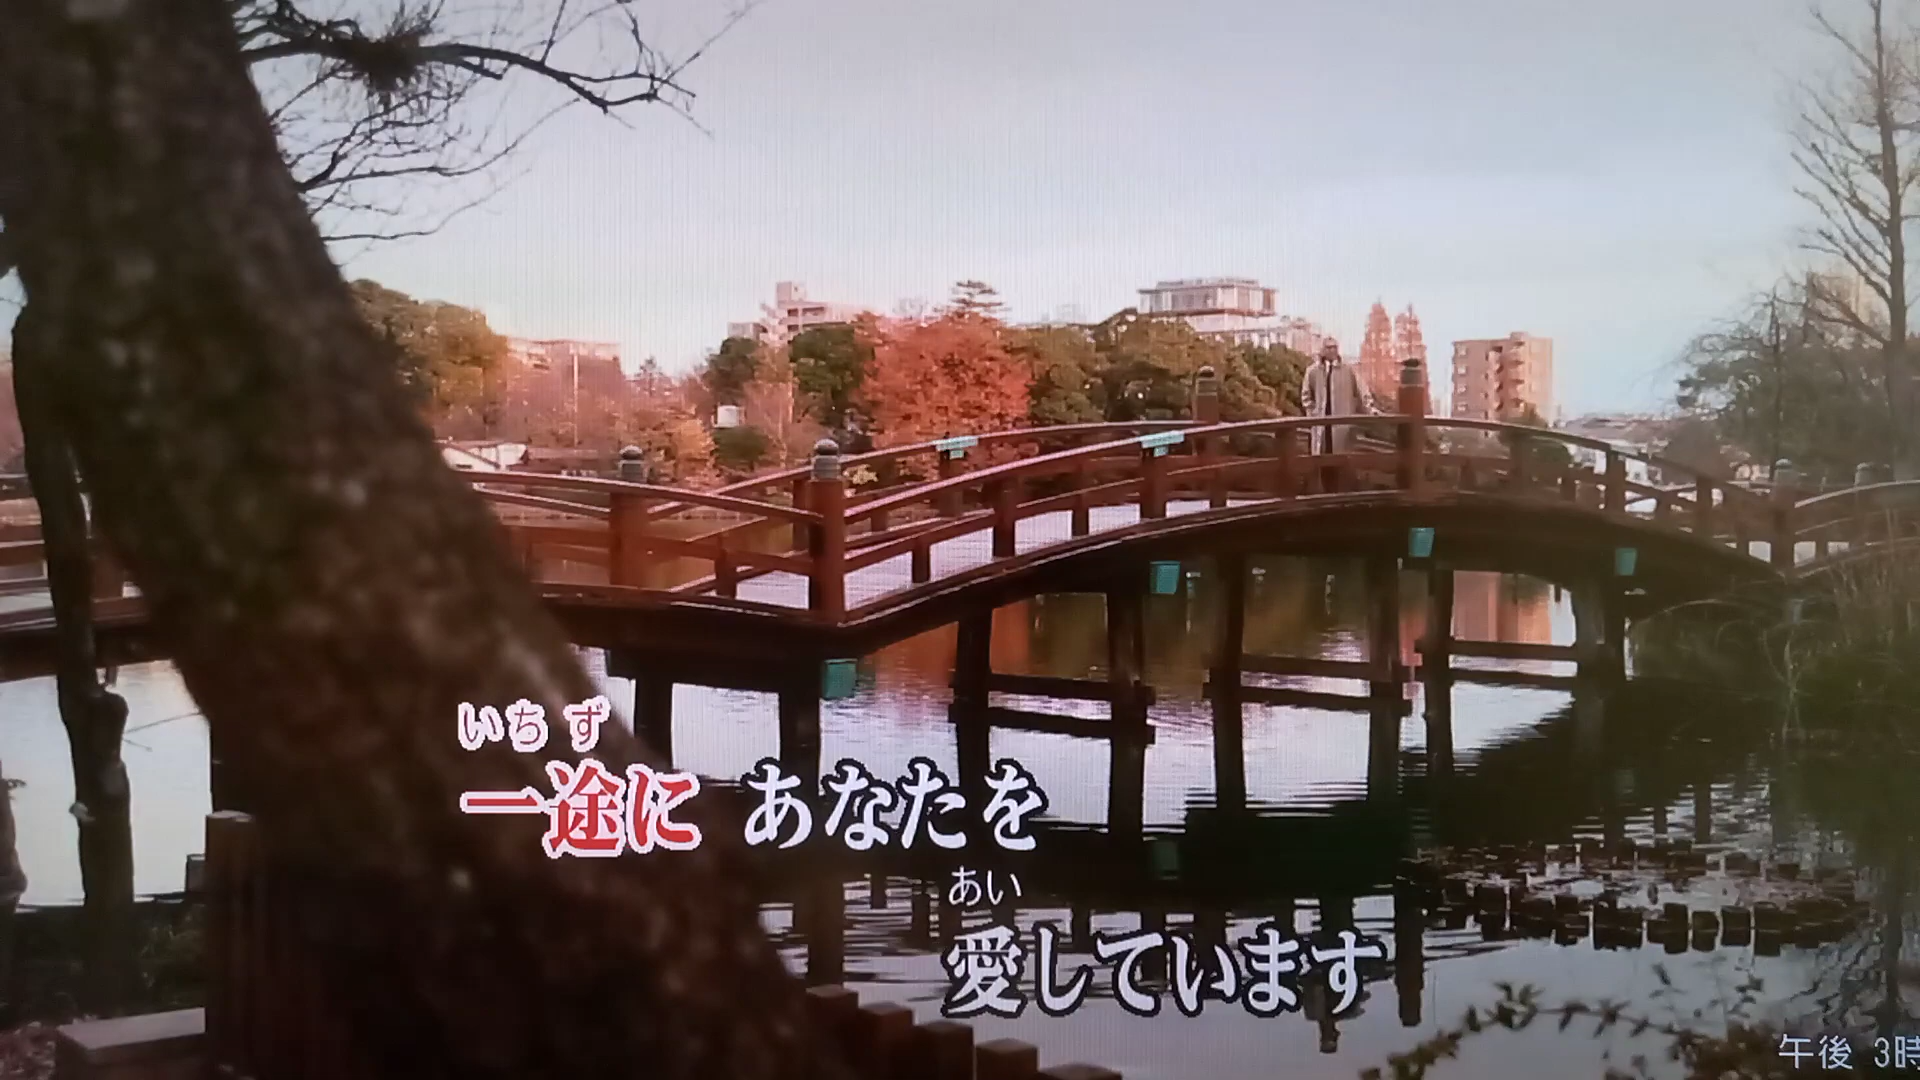 いちず
一途に あなたを
あい
愛しています
午後 3時